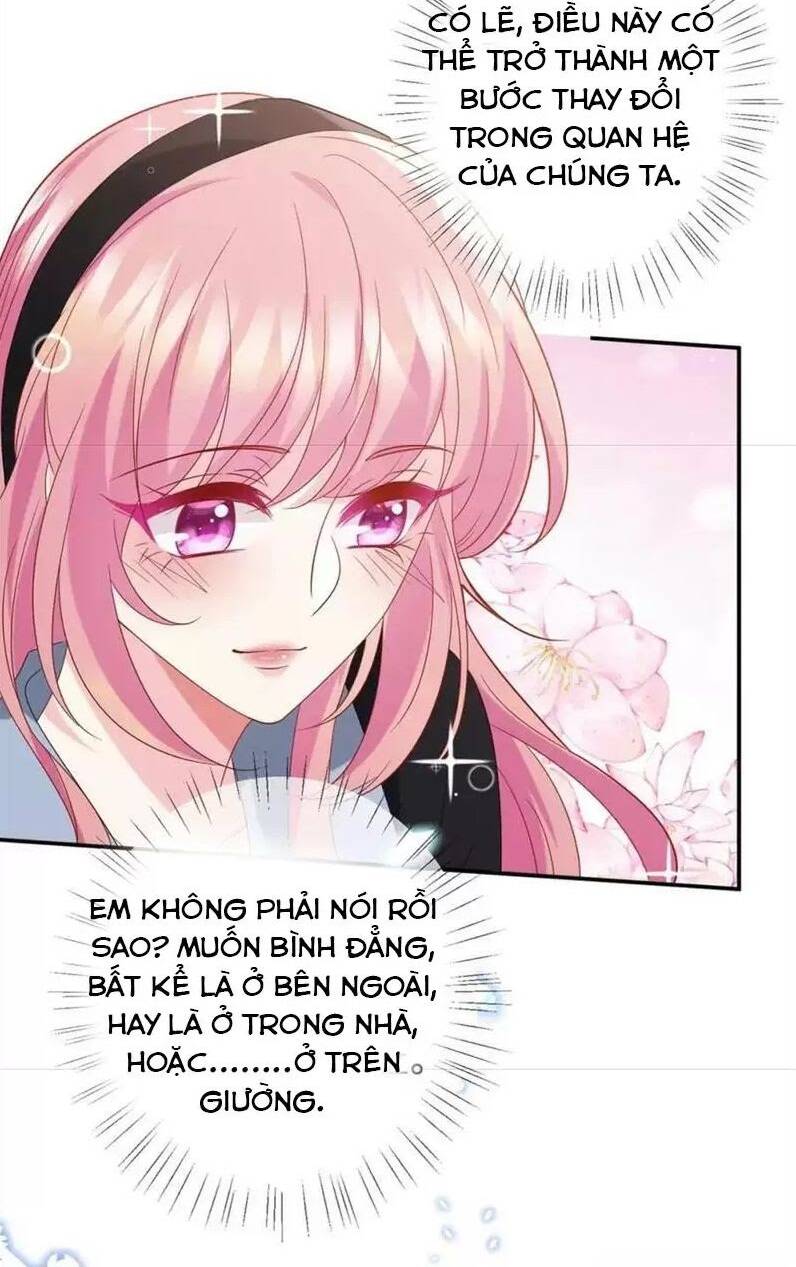 CÓ LẼ, ĐIỀU NÀY CÓ
THỂ TRỞ THÀNH MỘT
BƯỚC THAY ĐỔI
TRONG QUAN HỆ
CỦA CHÚNG TA.
EM KHÔNG PHẢI NÓI RỒI
SAO? MUỐN BÌNH ĐẲNG,
BẤT KỂ LÀ Ở BÊN NGOÀI,
HAY LÀ Ở TRONG NHÀ,
HOẶC........Ở TRÊN
GIƯỜNG.